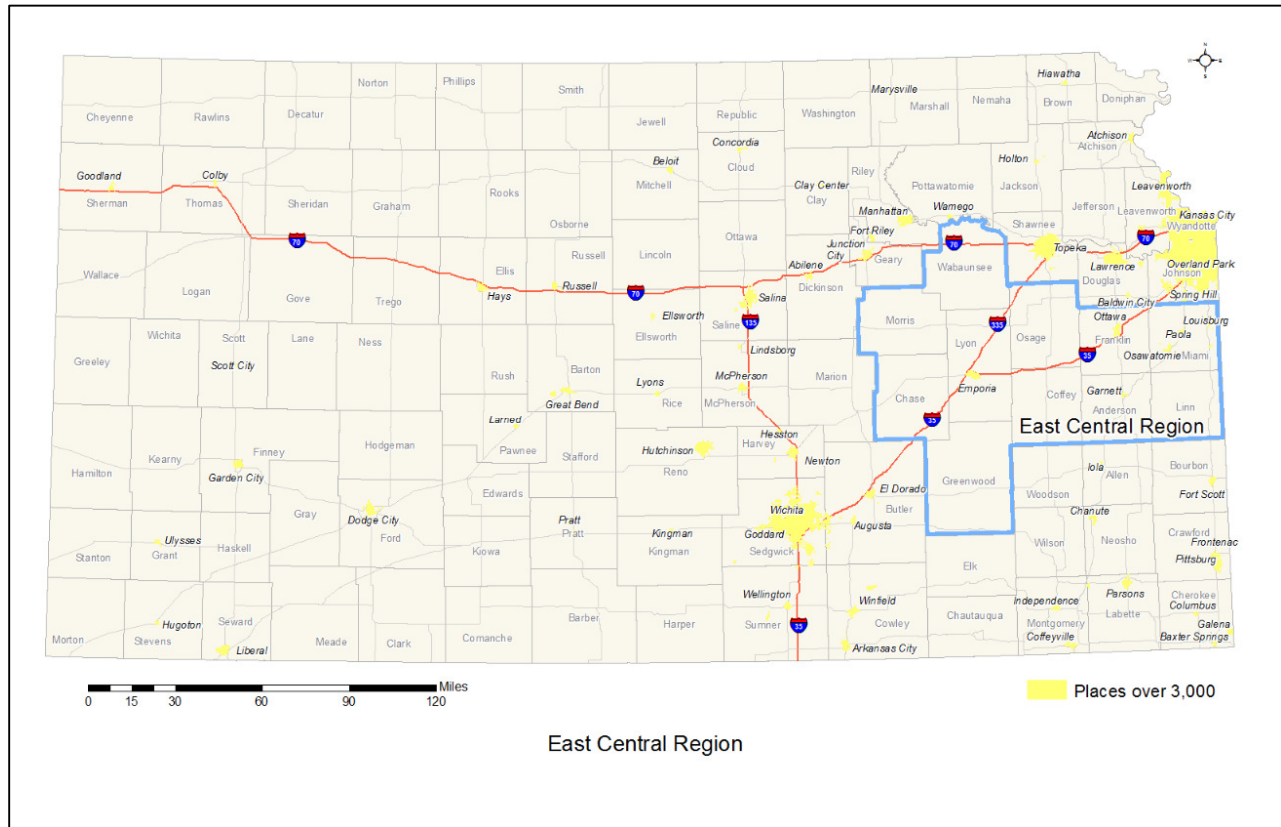 N
W
E
S
Hiawatha
Norton
Phillips
Smith
Marysville
Marshall
Nemaha
Brown
Doniphan
Cheyenne
Rawlins
Decatur
Jewell
Republic
Washington
Concordia
Cloud
Atchison
Atchison
Beloit
Mitchell
Holton
Jackson
Goodland
Sherman
Colby
Thomas
Sheridan
Graham
Rooks
Osborne
Clay Center
Clay
Riley
Pottawatomie
Leavenworth
Leavenworth
Jefferson
Manhattan
Wamego
Shawnee
Kansas City
Wyandotte
Ottawa
Fort Riley
Junction
City
Geary
70
70
Topeka
70
Wallace
Logan
Gove
Trego
Ellis
Hays
Russell
Russell
Lincoln
70
Abilene
Dickinson
Salina
Saline
Wabaunsee
Lawrence
Douglas
Overland Park
Johnson
Baldwin City
Spring Hill
Ellsworth
Ellsworth
135
Morris
335
Lyon
Osage
Ottawa
Franklin
Louisburg
Paola
Miami
Osawatomie
35
Greeley
Wichita
Scott
Scott City
Lane
Ness
Rush
Barton
Great Bend
Lindsborg
McPherson
McPherson
Lyons
Rice
Marion
Chase
Emporia
Coffey
Garnett
Anderson
Linn
35
East Central Region
Larned
Pawnee
Hesston
Harvey
Newton
Hutchinson
Reno
Stafford
Hodgeman
Hamilton
Kearny
Finney
Garden City
Edwards
Gray
Dodge City
Ford
Pratt
Pratt
Kingman
Kingman
Wichita
Goddard
Sedgwick
El Dorado
Butler
Augusta
Greenwood
Woodson
Iola
Allen
Bourbon
Fort Scott
Chanute
Neosho
Wilson
Crawford
Frontenac
Pittsburg
Stanton
Ulysses
Grant
Haskell
Kiowa
Elk
Wellington
Sumner
35
Winfield
Cowley
Arkansas City
Chautauqua
Independence
Montgomery
Coffeyville
Parsons
Labette
Cherokee
Columbus
Galena
Baxter Springs
Morton
Hugoton
Stevens
Seward
Liberal
Meade
Clark
Comanche
Barber
Harper
Miles
0 15 30 60 90 120
Places over 3,000
East Central Region